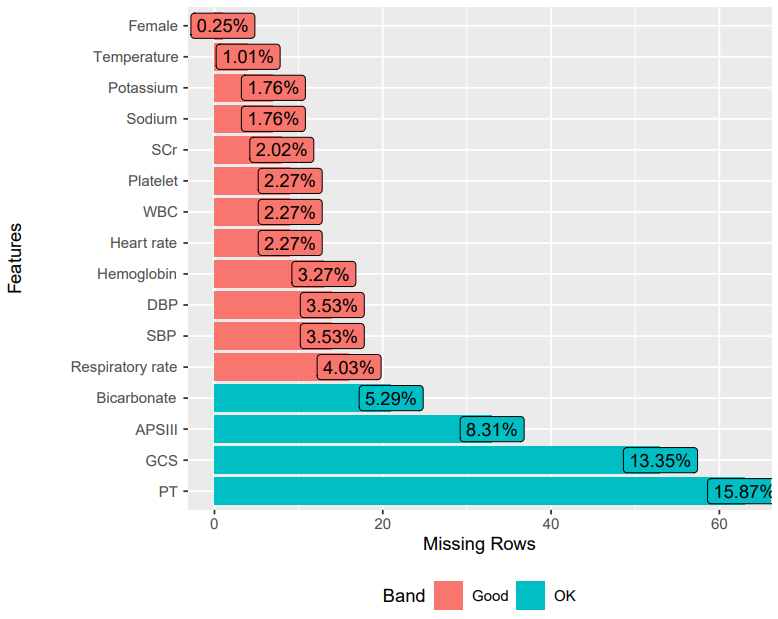 Female 0.25%
Temperature 1.01%
Potassium 1.76%
Sodium 1.76%
SCr 2.02%
Platelet 2.27%
WBC 2.27%
Heart rate 2.27%
Hemoglobin 3.27%
DBP 3.53%
SBP 3.53%
Respiratory rate 4.03%
Bicarbonate 5.29%
APSIII 8.31%
GCS 13.35%
PT 15.87%
Features
0 20 40 60
Missing Rows
Band Good OK